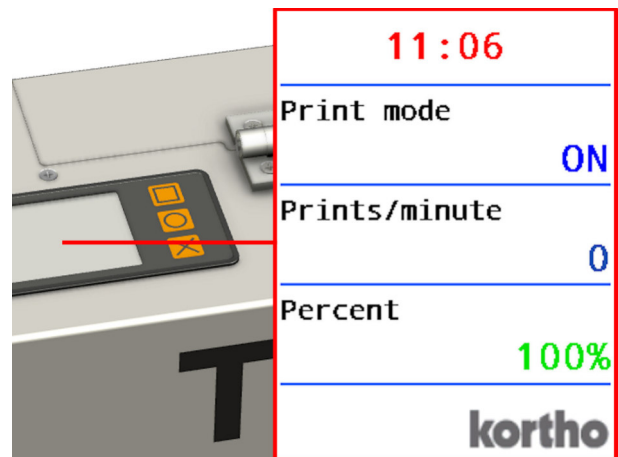 11:06
Print mode
ON
Prints/minute
0
Percent
100%
kortho
T